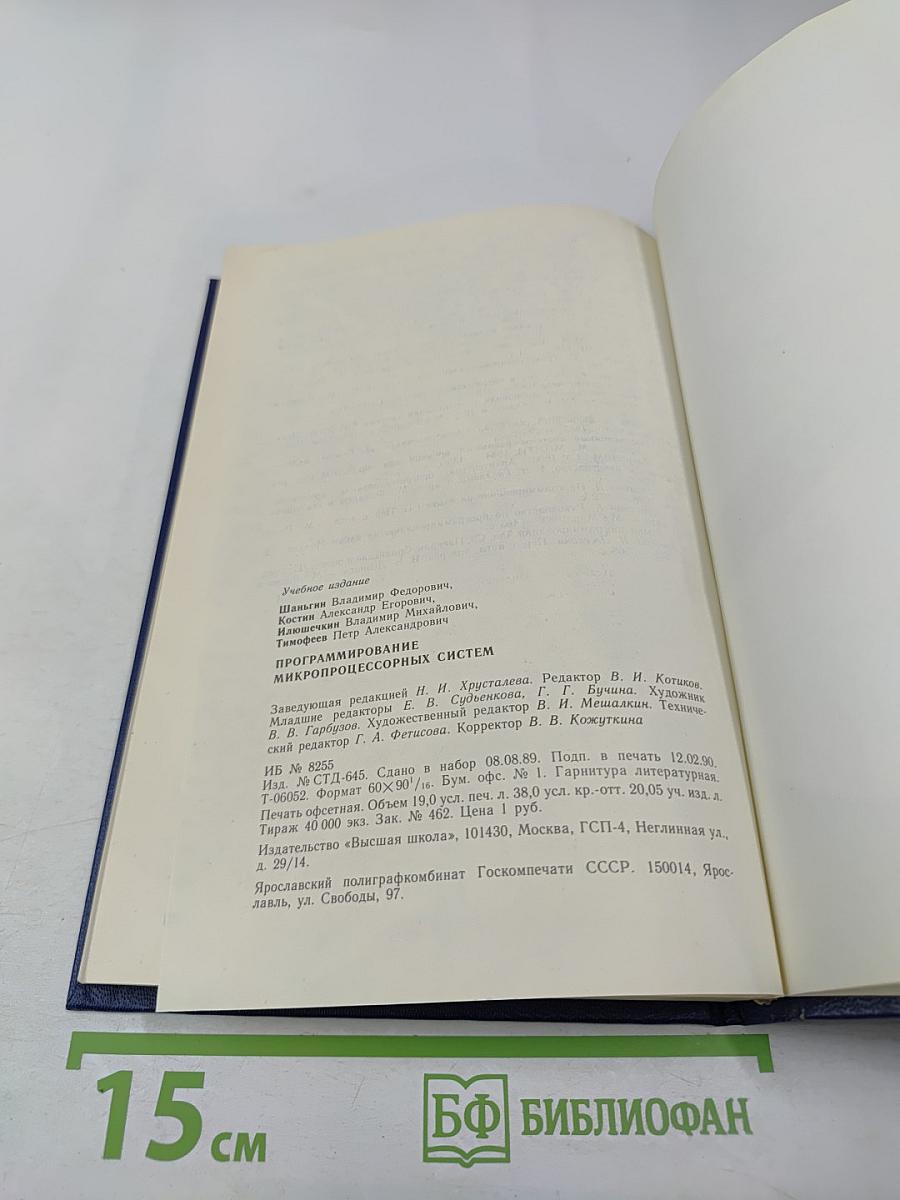 Учебное издание
Шаньгин Владимир Федорович,
Костин Александр Егорович,
Илюшечкин Владимир Михайлович,
Тимофеев Петр Александрович
ПРОГРАММИРОВАНИЕ
МИКРОПРОЦЕССОРНЫХ СИСТЕМ
Заведующая редакцией Н. И. Хрусталева. Редактор В. И. Котиков.
Младшие редакторы Е. В. Судьенкова, Г. Г. Бучина. Художник
В. В. Гарбузов. Художественный редактор В. И. Мешалкин. Техниче-
ский редактор Г. А. Фетисова. Корректор В. В. Кожуткина
ИБ № 8255
Изд. № СТД-645. Сдано в набор 08.08.89. Подп. в печать 12.02.90.
Т-06052. Формат 60×90¹/₁₆. Бум. офс. № 1. Гарнитура литературная.
Печать офсетная. Объем 19,0 усл. печ. л. 38,0 усл. кр.-отт. 20,05 уч. изд. л.
Тираж 40 000 экз. Зак. № 462. Цена 1 руб.
Издательство «Высшая школа», 101430, Москва, ГСП-4, Неглинная ул.,
д. 29/14.
Ярославский полиграфкомбинат Госкомпечати СССР. 150014, Ярос-
лавль, ул. Свободы, 97.
15 см
БФ БИБЛИОФАН